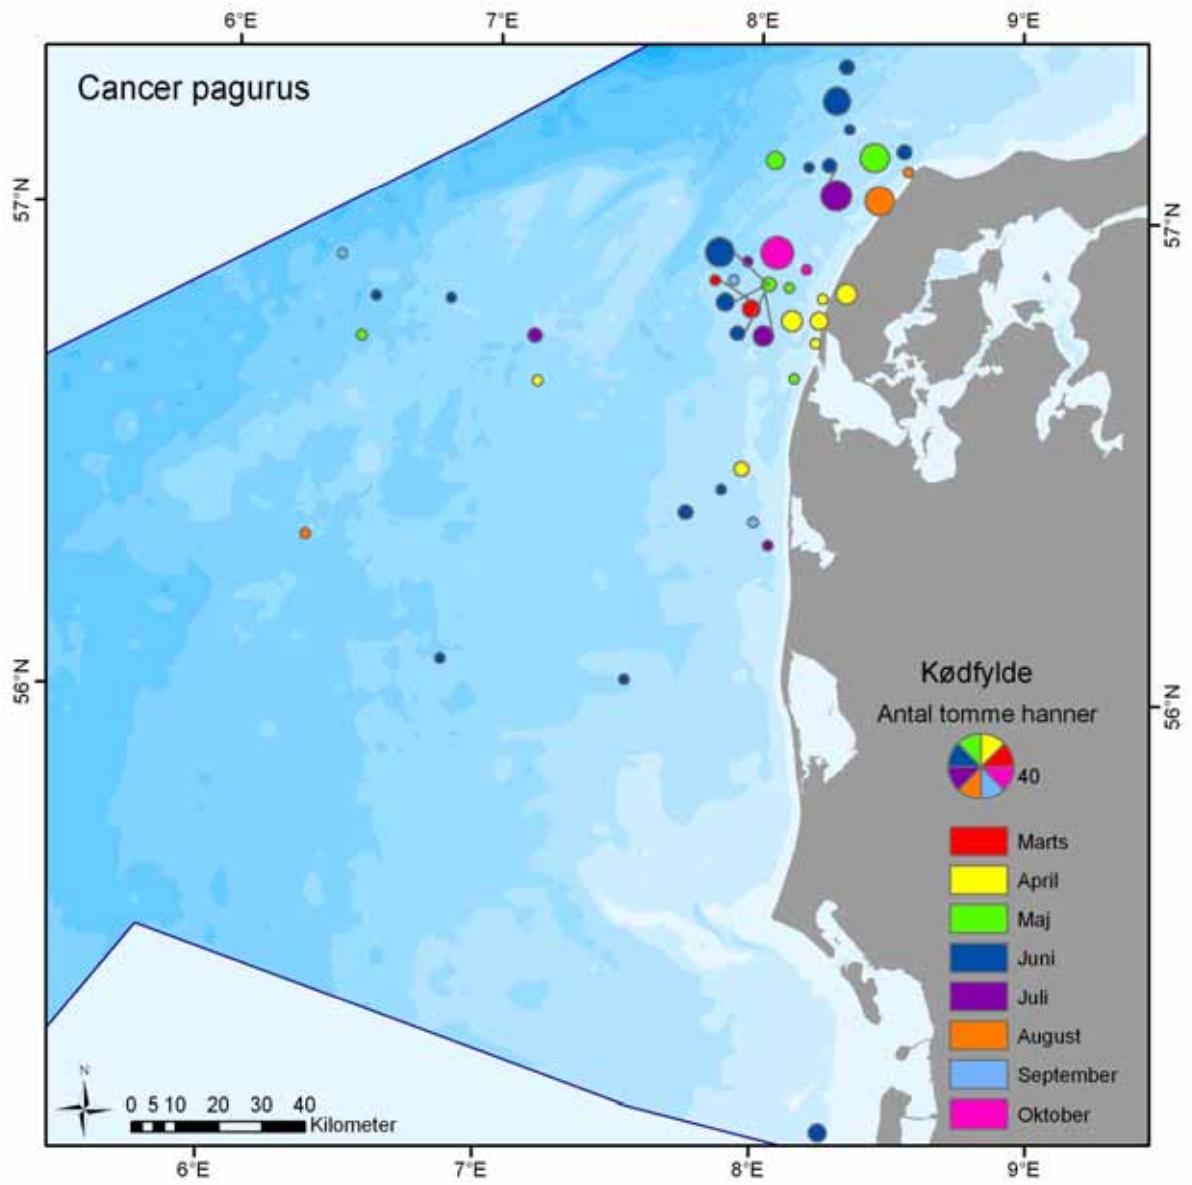 6°E 7°E 8°E 9°E
Cancer pagurus
57°N
57°N
56°N
56°N
Kødfylde
Antal tomme hanner
40
Marts
April
Maj
Juni
Juli
August
September
Oktober
N
0 5 10 20 30 40
Kilometer
6°E 7°E 8°E 9°E